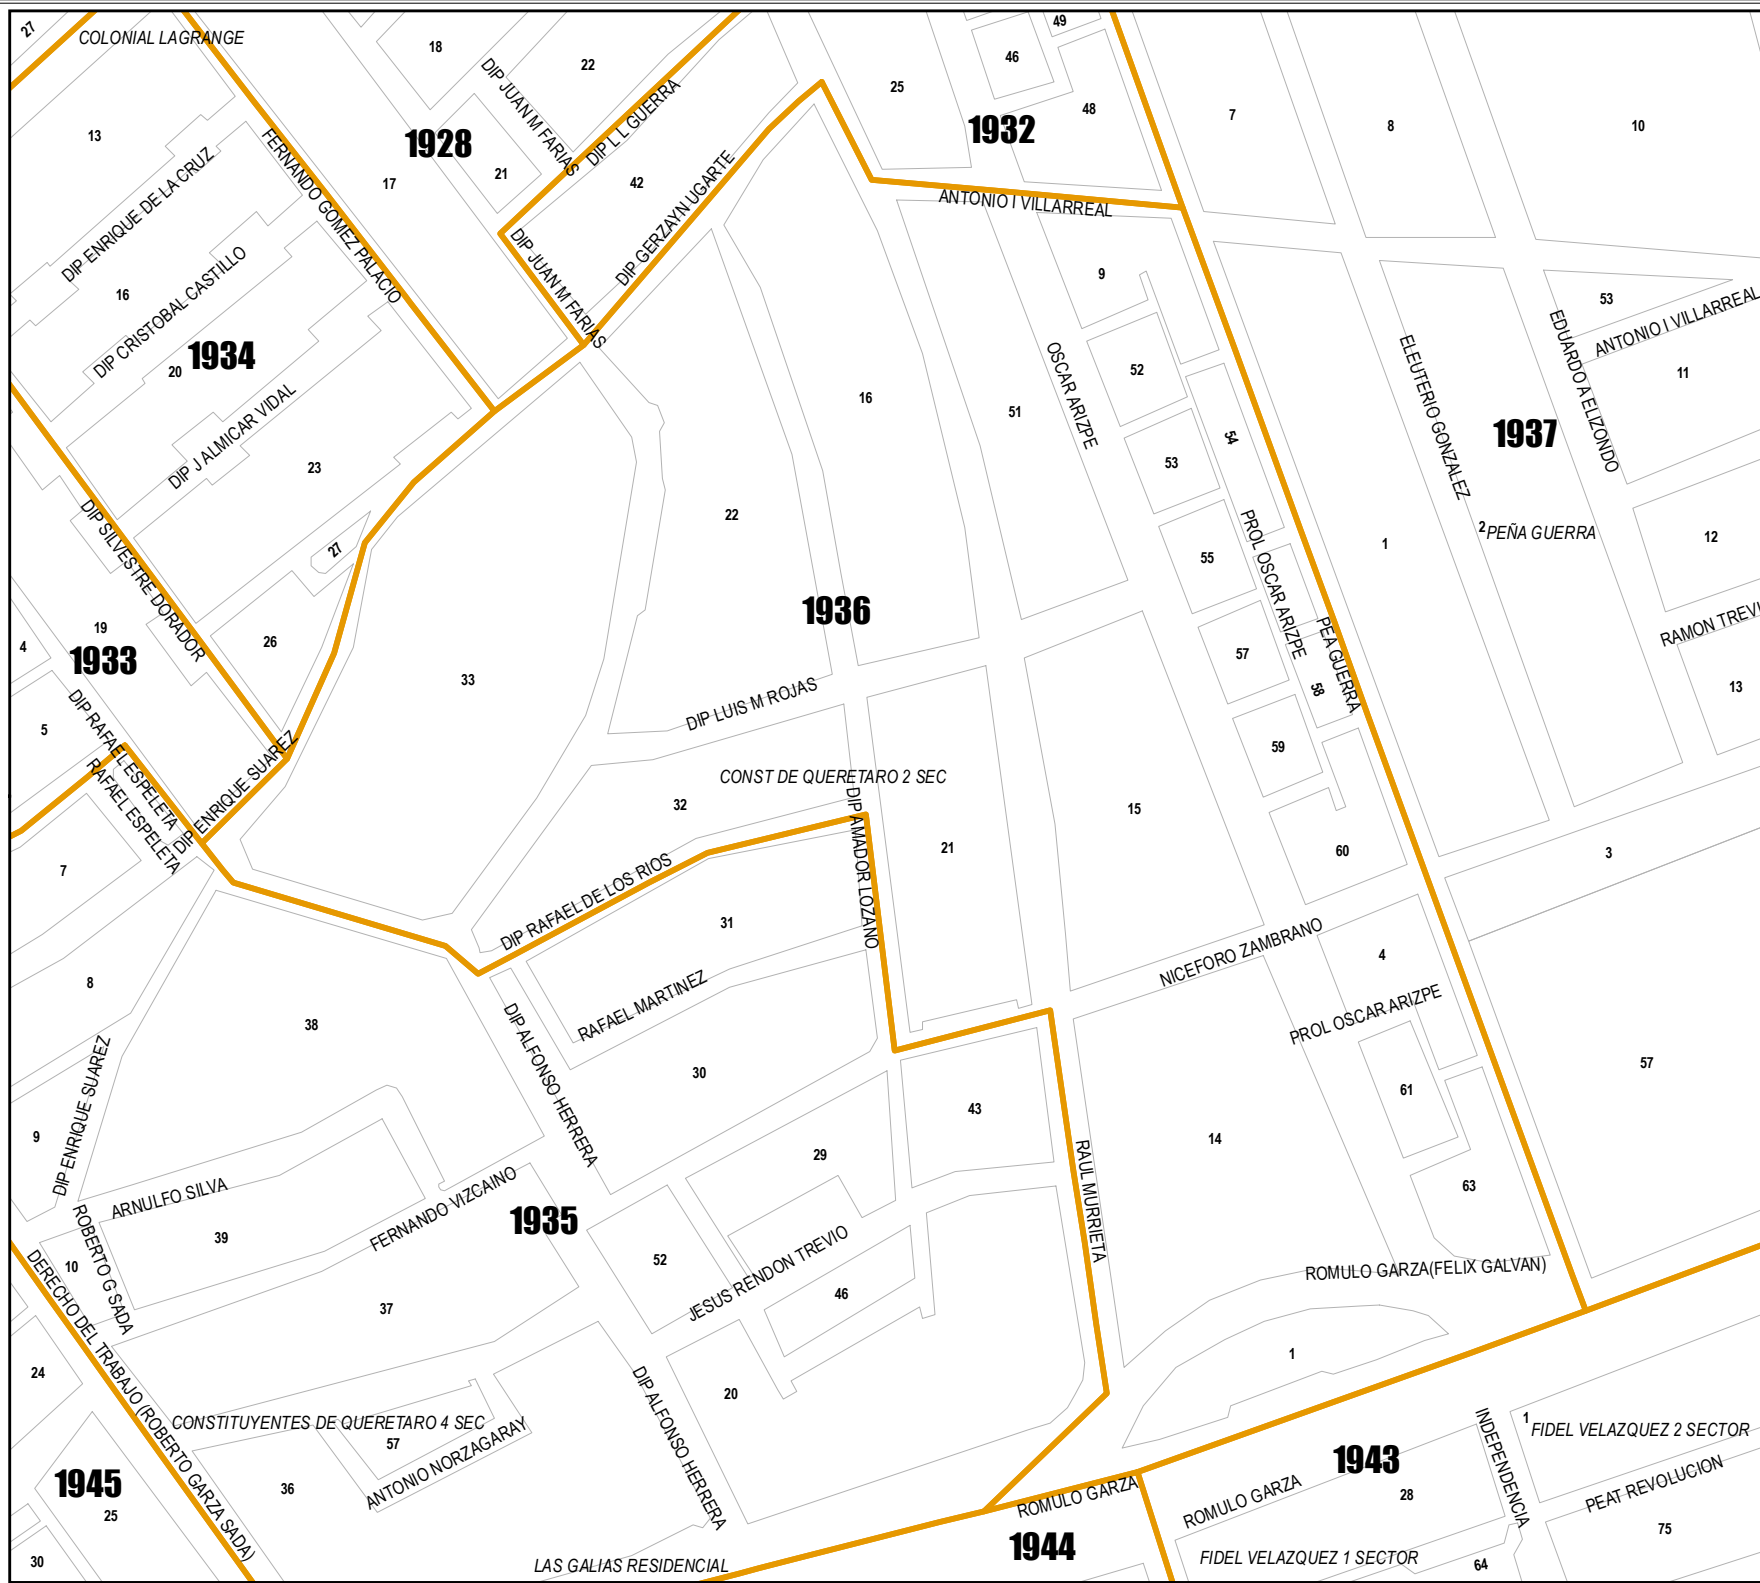 27
COLONIAL LAGRANGE
18
22
49
46
25
48
7
8
10
DIP JUAN M FARIAS
DIP L L GUERRA
1928
1932
13
17
21
42
DIP ENRIQUE DE LA CRUZ
FERNANDO GOMEZ PALACIO
DIP GERZAYN UGARTE
ANTONIO I VILLARREAL
DIP JUAN M FARIAS
16
DIP CRISTOBAL CASTILLO
9
53
ANTONIO I VILLARREAL
EDUARDO A ELIZONDO
ELEUTERIO GONZALEZ
20
1934
52
11
OSCAR ARIZPE
16
51
DIP J ALMICAR VIDAL
23
54
53
1937
22
PROL OSCAR ARIZPE
DIP SILVESTRE DORADOR
27
55
1
2
PEÑA GUERRA
12
1936
19
4
1933
26
33
57
58
PEA GUERRA
RAMON TREVI
13
DIP RAFAEL ESPELETA
5
RAFAEL ESPELETA
DIP ENRIQUE SUAREZ
DIP LUIS M ROJAS
59
CONST DE QUERETARO 2 SEC
32
DIP AMADOR LOZANO
15
21
60
3
7
DIP RAFAEL DE LOS RIOS
31
NICEFORO ZAMBRANO
4
8
RAFAEL MARTINEZ
PROL OSCAR ARIZPE
38
DIP ALFONSO HERRERA
30
57
DIP ENRIQUE SUAREZ
61
43
9
29
14
RAUL MURRIETA
63
ARNULFO SILVA
FERNANDO VIZCAINO
1935
ROBERTO G SADA
39
52
JESUS RENDON TREVIO
10
ROMULO GARZA(FELIX GALVAN)
46
37
DERECHO DEL TRABAJO (ROBERTO GARZA SADA)
24
1
20
DIP ALFONSO HERRERA
CONSTITUYENTES DE QUERETARO 4 SEC
57
ANTONIO NORZAGARAY
INDEPENDENCIA
1
FIDEL VELAZQUEZ 2 SECTOR
1945
1943
36
25
ROMULO GARZA
ROMULO GARZA
28
PEAT REVOLUCION
75
1944
30
LAS GALIAS RESIDENCIAL
FIDEL VELAZQUEZ 1 SECTOR
64